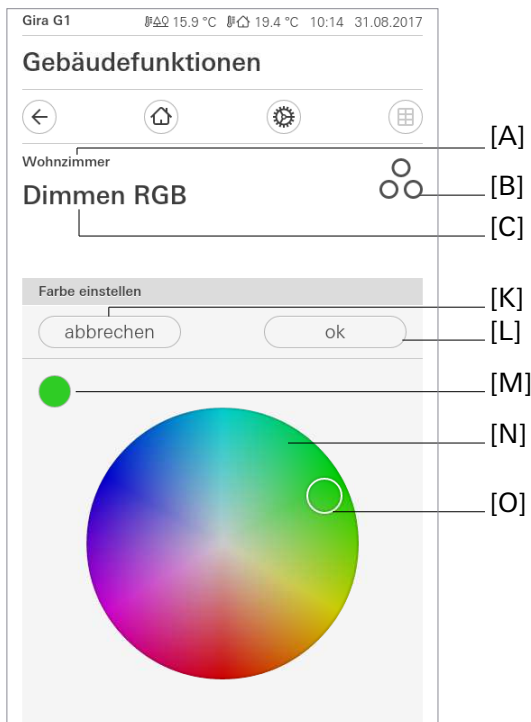 Gira G1 15.9 °C 19.4 °C 10:14 31.08.2017
Gebäudefunktionen
[A]
Wohnzimmer
[B]
Dimmen RGB
[C]
Farbe einstellen
[K]
abbrechen ok [L]
[M]
[N]
[O]